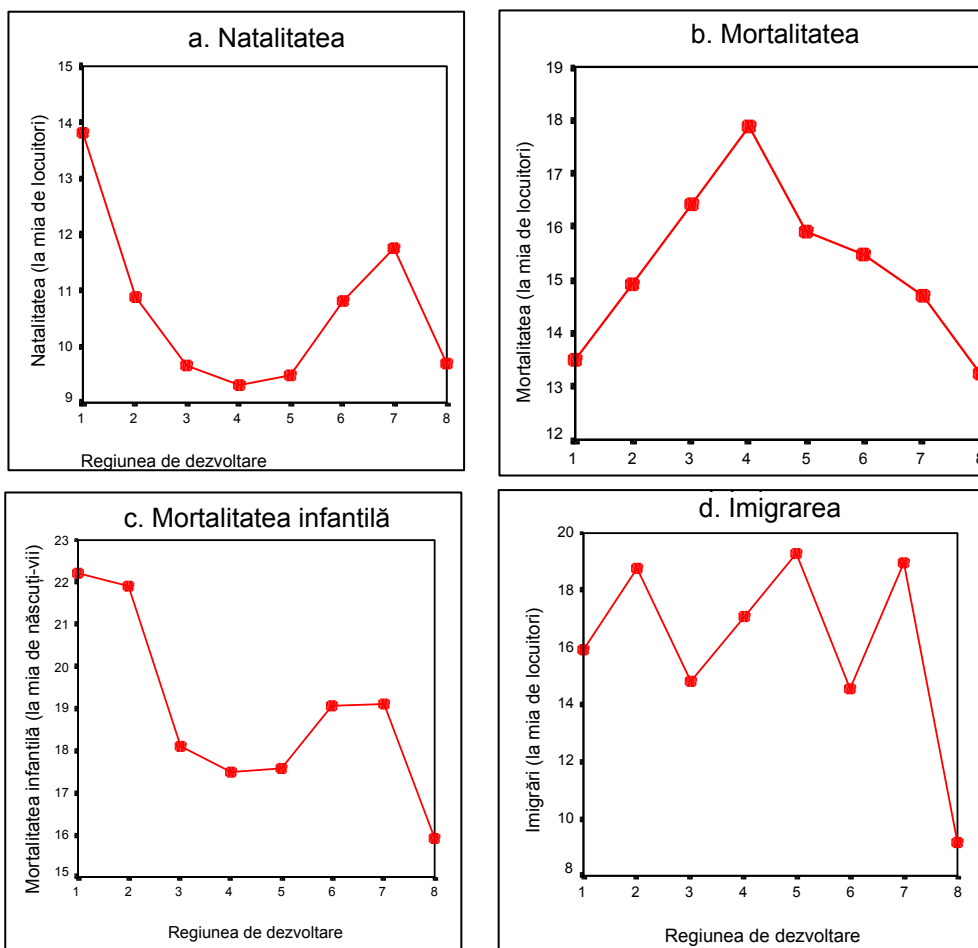 a. Natalitatea
Natalitatea (la mia de locuitori)
15
14
13
12
11
10
9
1 2 3 4 5 6 7 8
Regiunea de dezvoltare
b. Mortalitatea
Mortalitatea (la mia de locuitori)
19
18
17
16
15
14
13
12
1 2 3 4 5 6 7 8
c. Mortalitatea infantilă
Mortalitatea infantilă (la mia de născuți-vii)
23
22
21
20
19
18
17
16
15
1 2 3 4 5 6 7 8
Regiunea de dezvoltare
d. Imigrarea
Imigrări (la mia de locuitori)
20
18
16
14
12
10
8
1 2 3 4 5 6 7 8
Regiunea de dezvoltare